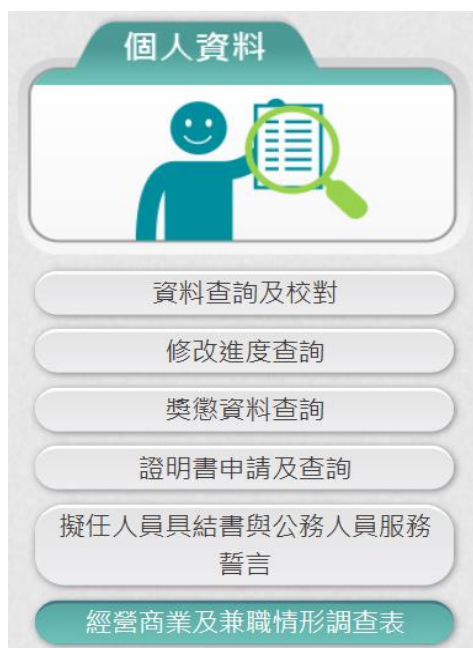 個人資料
資料查詢及校對
修改進度查詢
獎懲資料查詢
證明書申請及查詢
擬任人員具結書與公務人員服務
誓言
經營商業及兼職情形調查表